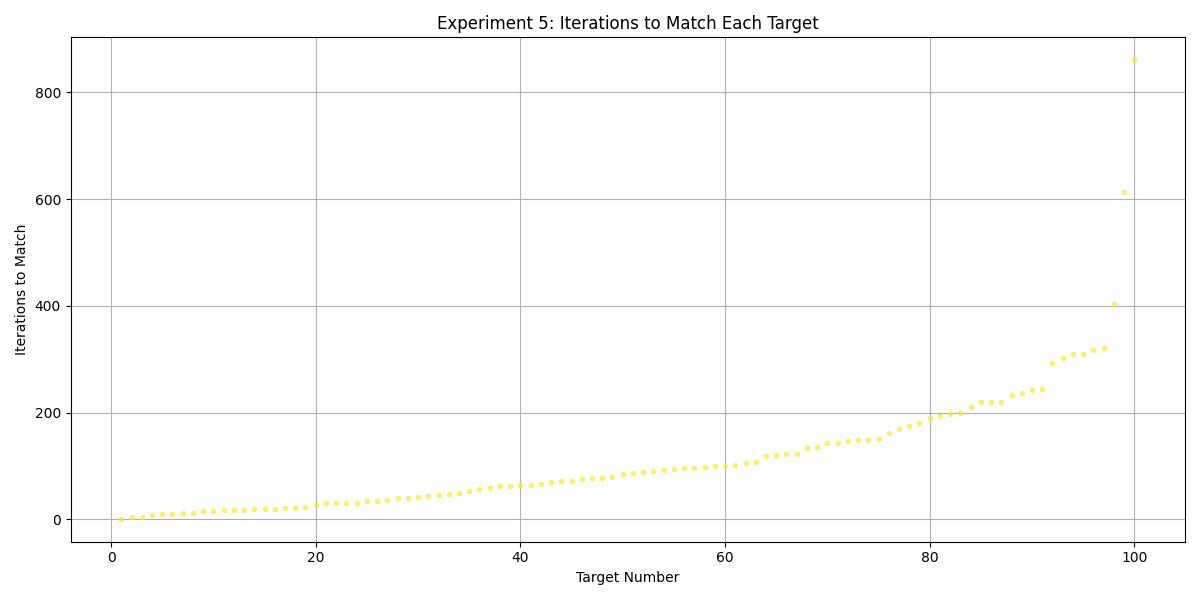 Experiment 5: Iterations to Match Each Target
Iterations to Match
800
600
400
200
0
0 20 40 60 80 100
Target Number